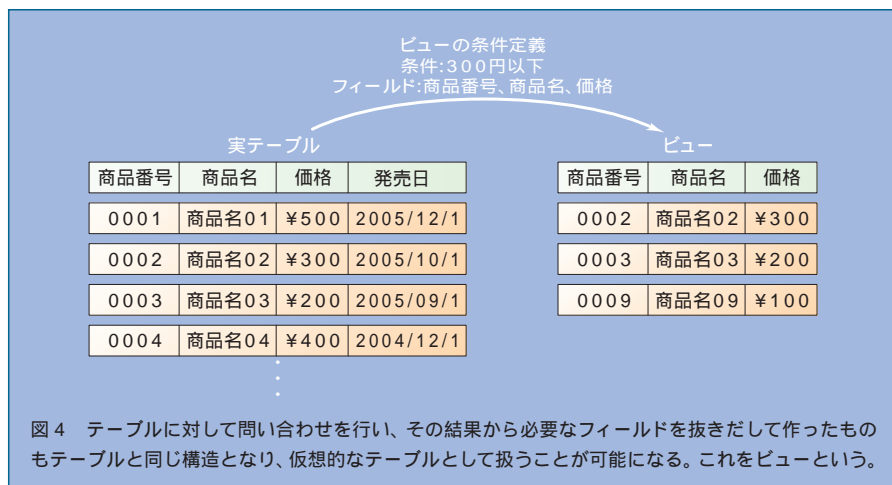 ビューの条件定義
条件:300円以下
フィールド:商品番号、商品名、価格
実テーブル
商品番号 商品名 価格 発売日
0001 商品名01 ¥500 2005/12/1
0002 商品名02 ¥300 2005/10/1
0003 商品名03 ¥200 2005/09/1
0004 商品名04 ¥400 2004/12/1
ビュー
商品番号 商品名 価格
0002 商品名02 ¥300
0003 商品名03 ¥200
0009 商品名09 ¥100
図4 テーブルに対して問い合わせを行い、その結果から必要なフィールドを抜きだして作ったもの
もテーブルと同じ構造となり、仮想的なテーブルとして扱うことが可能になる。これをビューという。